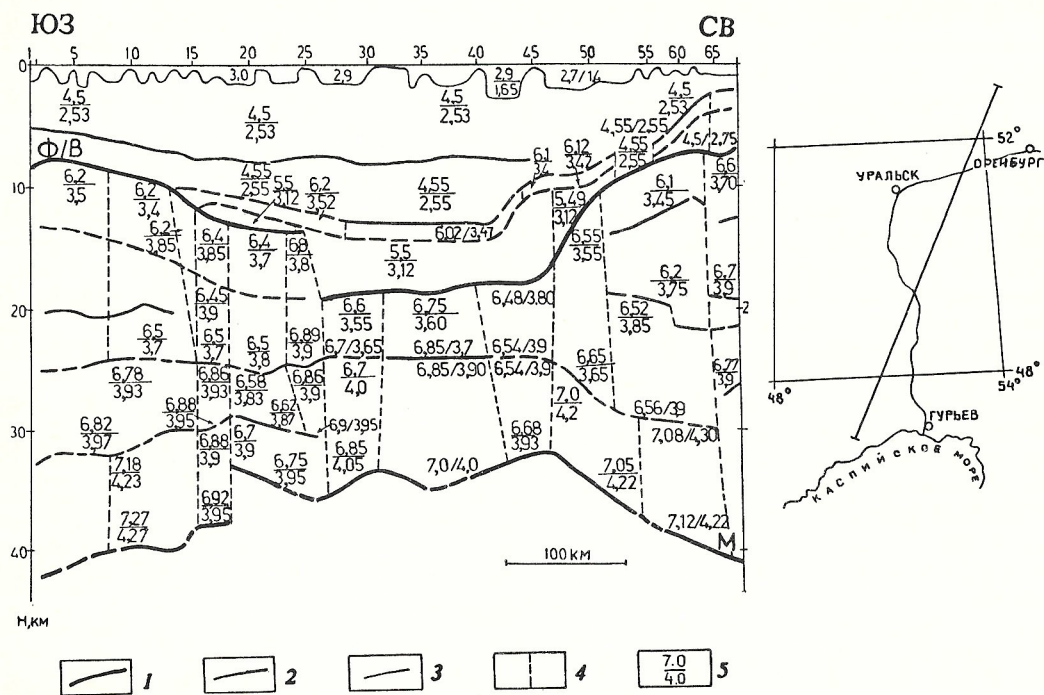 ЮЗ СВ
1 5 10 15 20 25 30 35 40 45 50 55 60 65
0
3,0 2,9 2,9 2,7/1,4
1,65
4,5 4,5 4,5 4,5
2,53 2,53 2,53 2,53
4,55/2,55
Ф/В
6,1 6,12 4,55 4,5/2,75
3,4 3,42 2,55
4,55 5,5 6,2 4,55
2,55 3,12 3,52 2,55
10
6,2 6,2 5,49 6,1 6,6
3,5 3,4 3,12 3,45 3,70
6,02/3,41
6,2 6,4 6,4 6,8 5,5 6,55
3,85 3,85 3,7 3,8 3,12 3,55
6,2 6,7
3,75 3,9
6,45 6,6 6,75 6,48/3,80
3,9 3,55 3,60
20
6,52
3,85
6,5 6,5 6,5 6,89 6,7/3,65 6,85/3,7 6,54/3,9
3,7 3,7 3,8 3,9
6,65 6,77
3,65 3,9
6,78 6,86 6,58 6,86 6,7 6,85/3,90 6,54/3,9
3,93 3,93 3,83 3,9 4,0
7,0
4,2
6,88 6,62 6,56/3,9
3,95 3,87
6,82 6,9/3,95 7,08/4,30
3,97
30
6,88 6,7 6,68
3,9 3,9 3,93
7,18 6,75 6,85 7,0/4,0 7,05
4,23 3,95 4,05 4,22
6,92
3,95
7,27 7,12/4,22
4,27
М
40
100 КМ
Н,км
52°
ОРЕНБУРГ
УРАЛЬСК
48° 48°
54°
ГУРЬЕВ
КАСПИЙСКОЕ МОРЕ
1 2 3 4 7.0 5
4.0